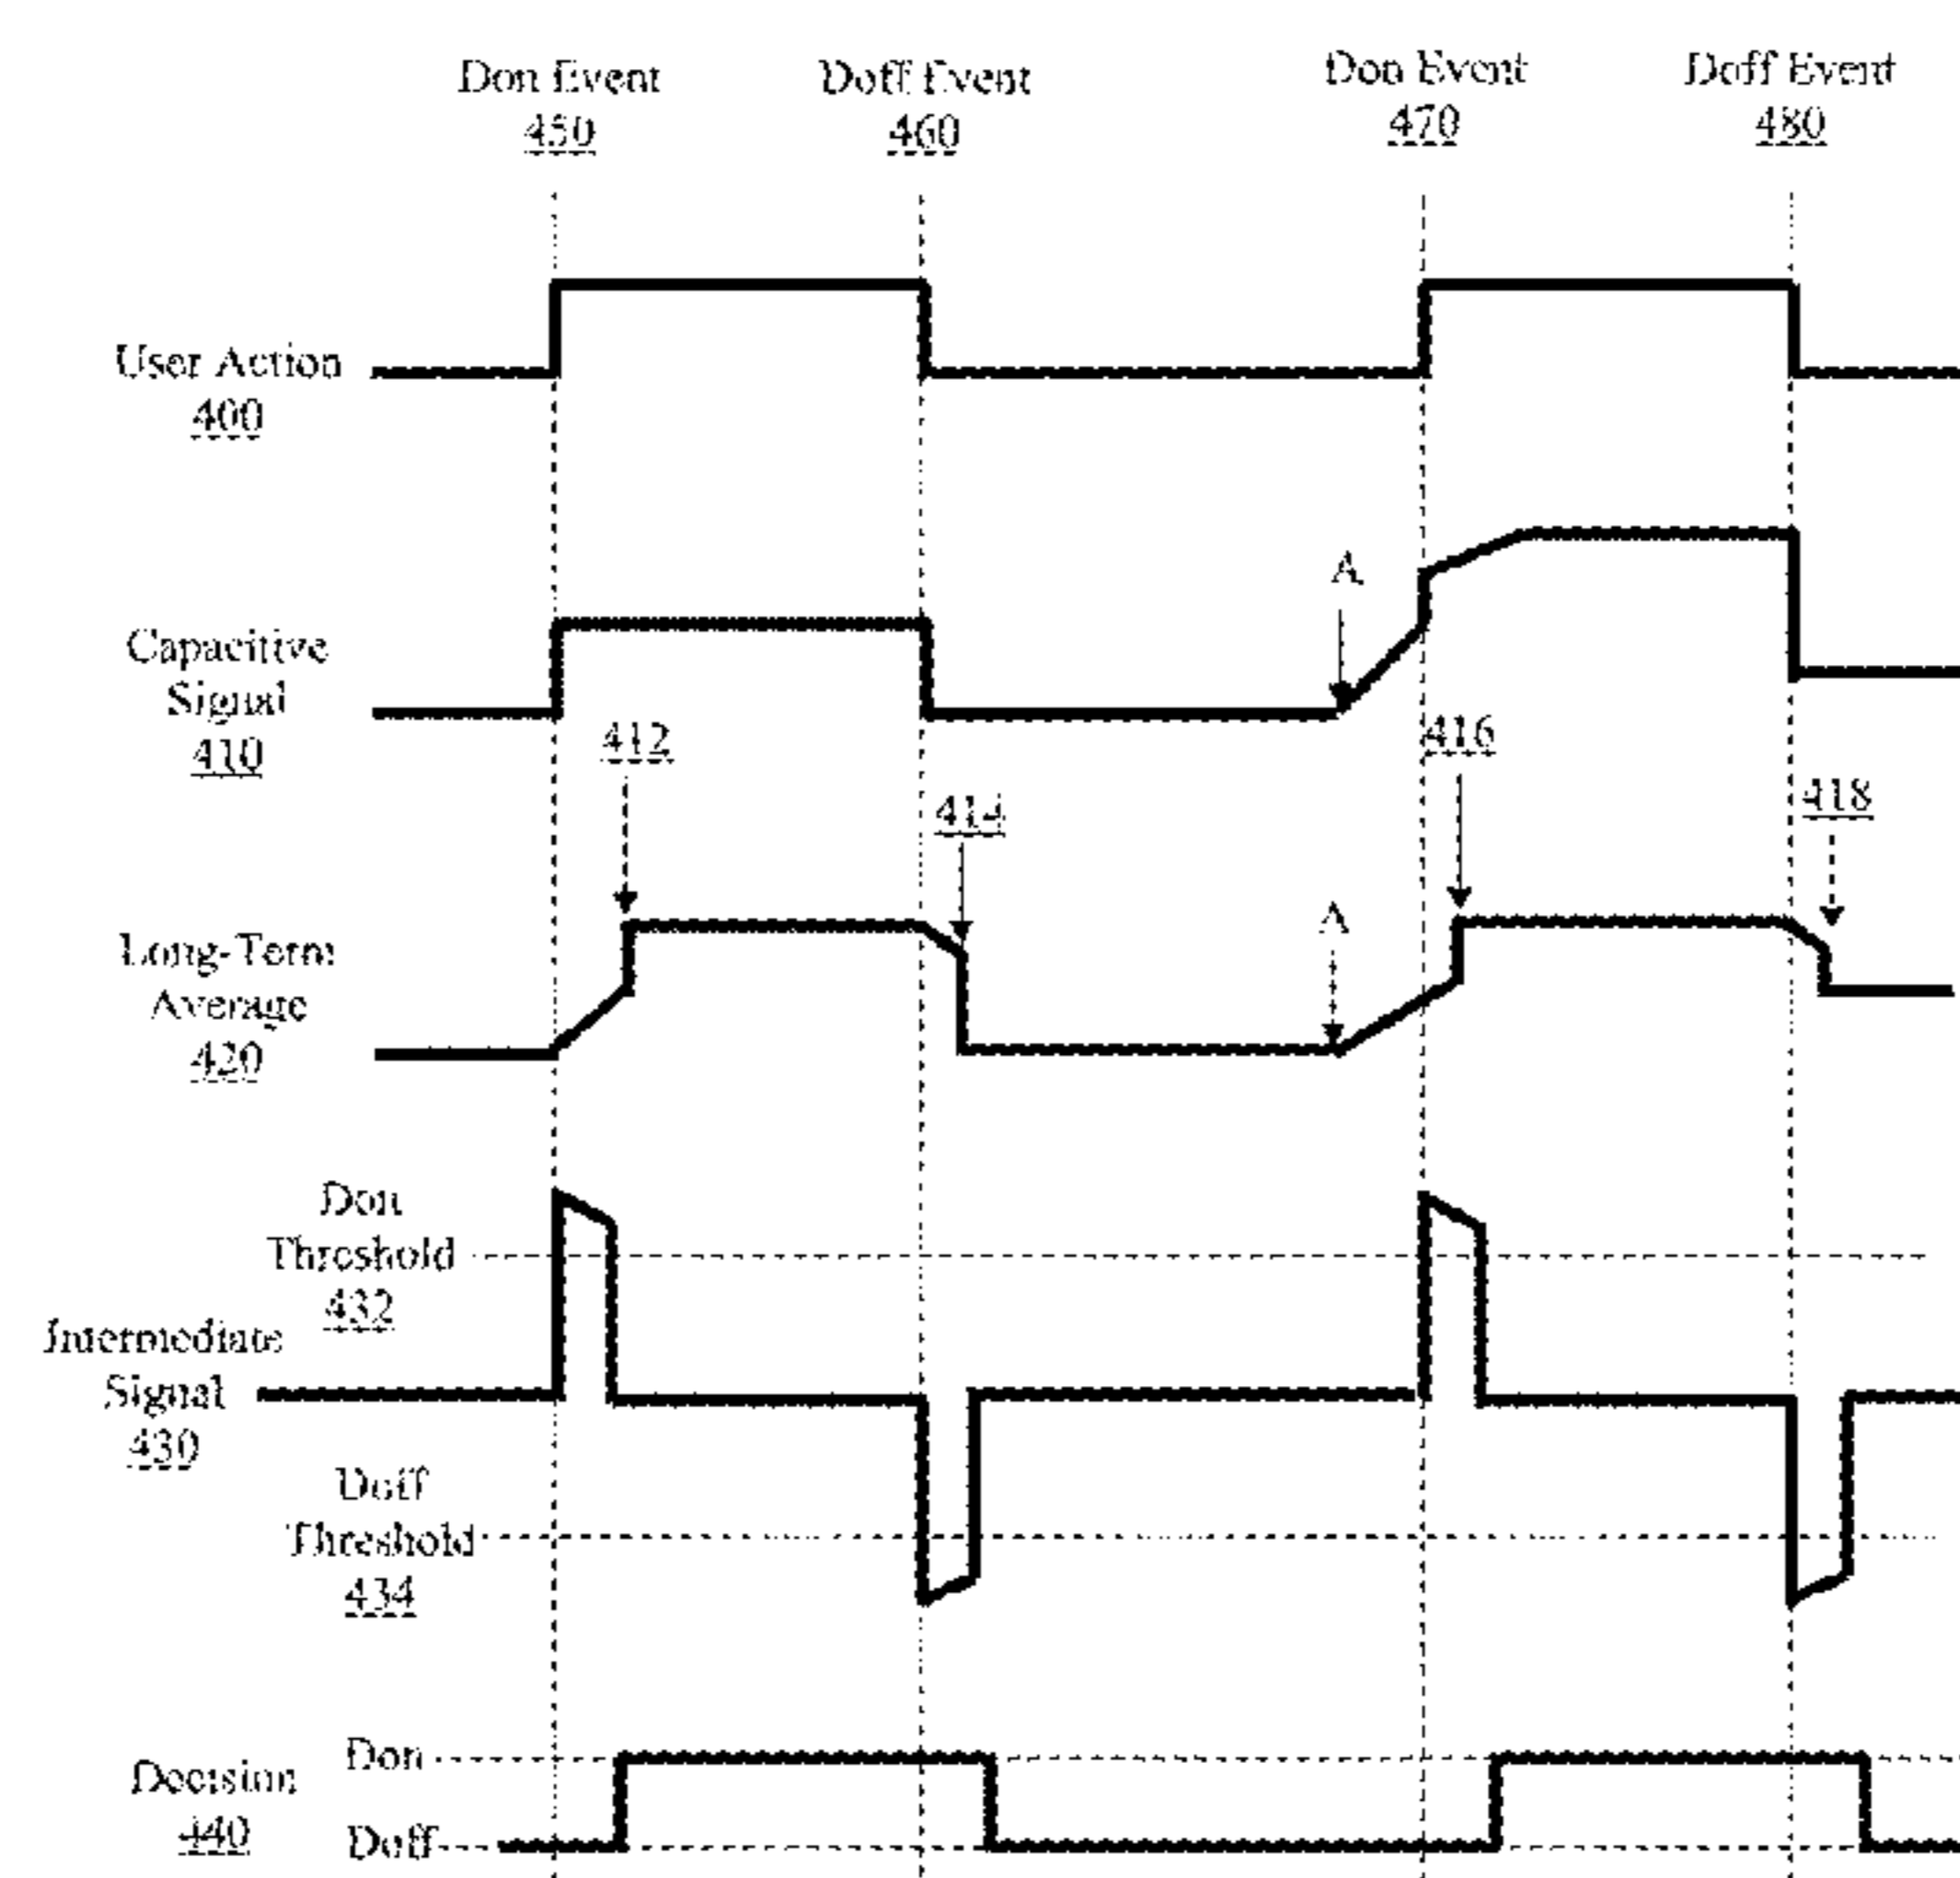 Don Event
450
Doff Event
460
Don Event
470
Doff Event
480
User Action
400
A
Capacitive
Signal
410
412
414
416
418
Long-Term
Average
420
A
Don
Threshold
432
Intermediate
Signal
430
Doff
Threshold
434
Decision
440
Don
Doff